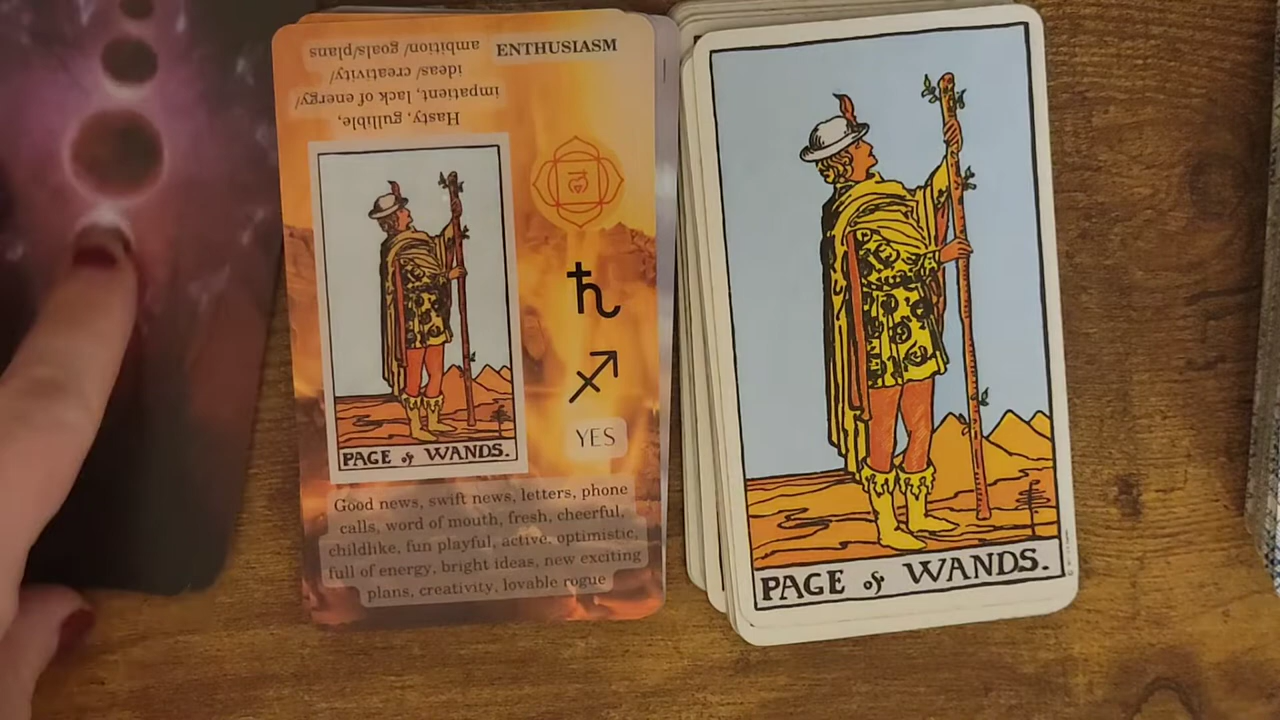 ENTHUSIASM
Hasty, gullible,
impatient, lack of energy/
ideas/ creativity/
ambition/ goals/plans
YES
PAGE of WANDS.
Good news, swift news, letters, phone
calls, word of mouth, fresh, cheerful,
childlike, fun playful, active, optimistic,
full of energy, bright ideas, new exciting
plans, creativity, lovable rogue
PAGE of WANDS.